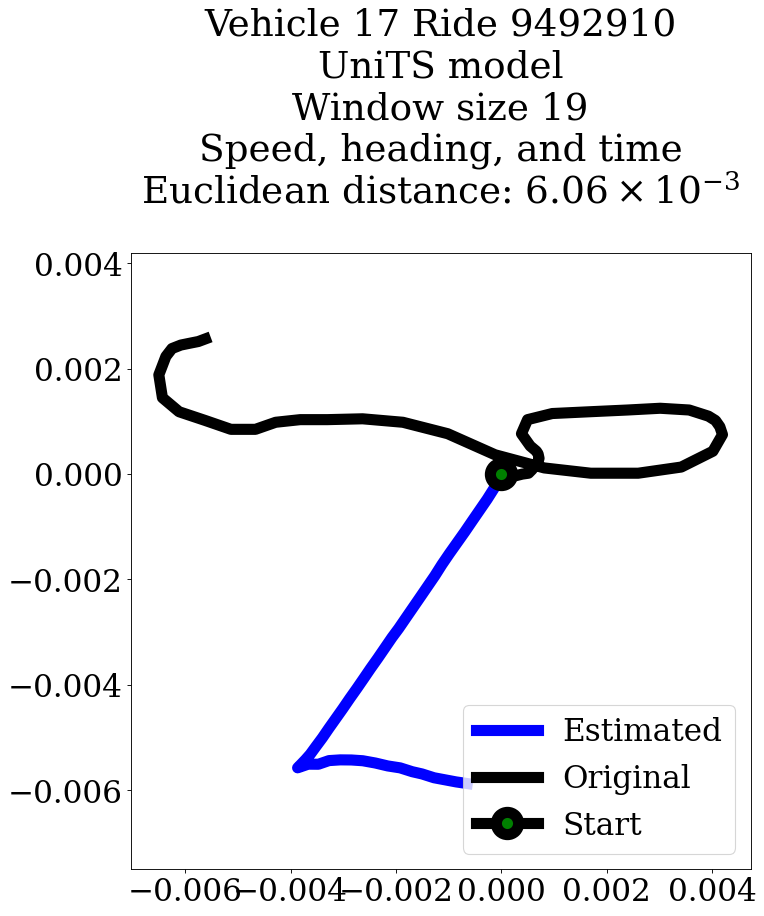 Vehicle 17 Ride 9492910
UniTS model
Window size 19
Speed, heading, and time
Euclidean distance: 6.06 × 10⁻³
0.004
0.002
0.000
−0.002
−0.004
−0.006
Estimated
Original
Start
−0.006 −0.004 −0.002 0.000 0.002 0.004